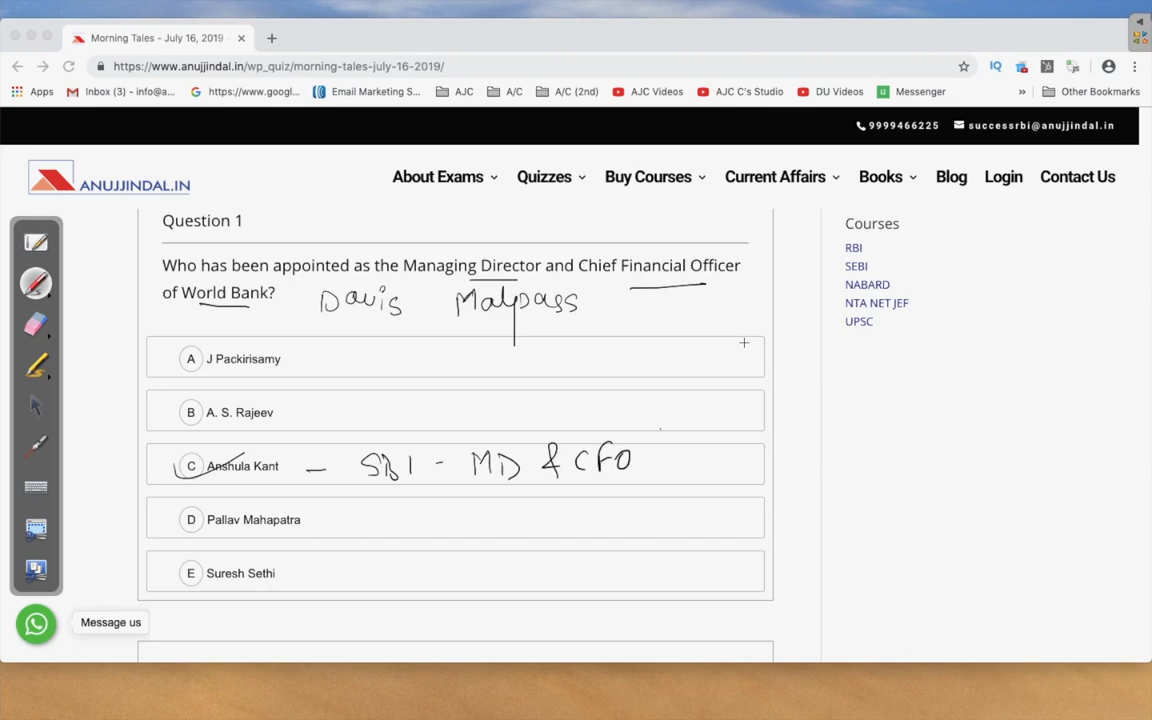 Morning Tales - July 16, 2019
https://www.anujjindal.in/wp_quiz/morning-tales-july-16-2019/
IQ
Apps
Inbox (3) - info@a...
https://www.googl...
Email Marketing S...
AJC
A/C
A/C (2nd)
AJC Videos
AJC C's Studio
DU Videos
Messenger
»
Other Bookmarks
9999466225
successrbi@anujjindal.in
ANUJJINDAL.IN
About Exams
Quizzes
Buy Courses
Current Affairs
Books
Blog
Login
Contact Us
Question 1
Who has been appointed as the Managing Director and Chief Financial Officer
of World Bank?
Davis Malpass
A J Packirisamy
B A. S. Rajeev
C Anshula Kant - SBI - MD & CFO
D Pallav Mahapatra
E Suresh Sethi
Courses
RBI
SEBI
NABARD
NTA NET JEF
UPSC
Message us